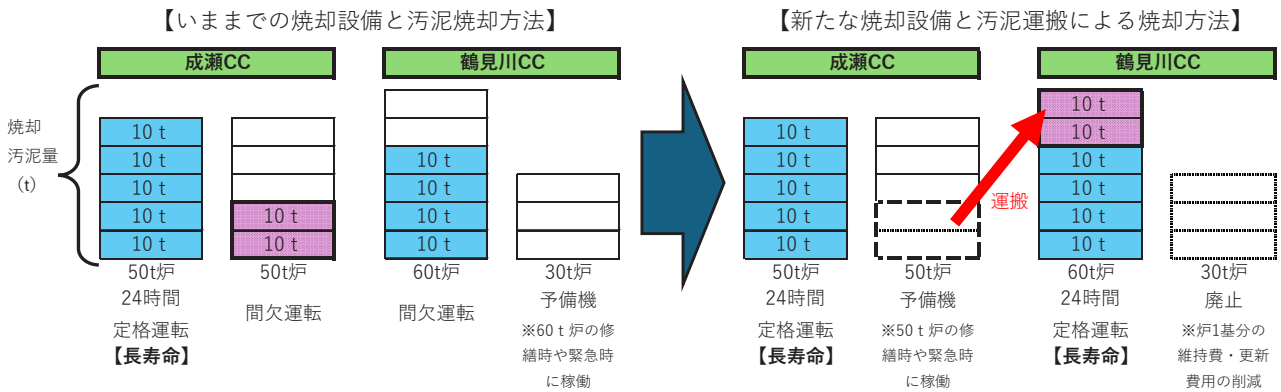 【いままでの焼却設備と汚泥焼却方法】
成瀬CC
鶴見川CC
焼却
汚泥量
（t）
10 t
10 t
10 t
10 t
10 t
10 t
10 t
10 t
10 t
10 t
10 t
50t炉
24時間
定格運転
【長寿命】
50t炉
間欠運転
60t炉
間欠運転
30t炉
予備機
※60 t 炉の修
繕時や緊急時
に稼働
【新たな焼却設備と汚泥運搬による焼却方法】
成瀬CC
鶴見川CC
10 t
10 t
10 t
10 t
10 t
運搬
10 t
10 t
10 t
10 t
10 t
10 t
50t炉
24時間
定格運転
【長寿命】
50t炉
予備機
※50 t 炉の修
繕時や緊急時
に稼働
60t炉
24時間
定格運転
【長寿命】
30t炉
廃止
※炉1基分の
維持費・更新
費用の削減